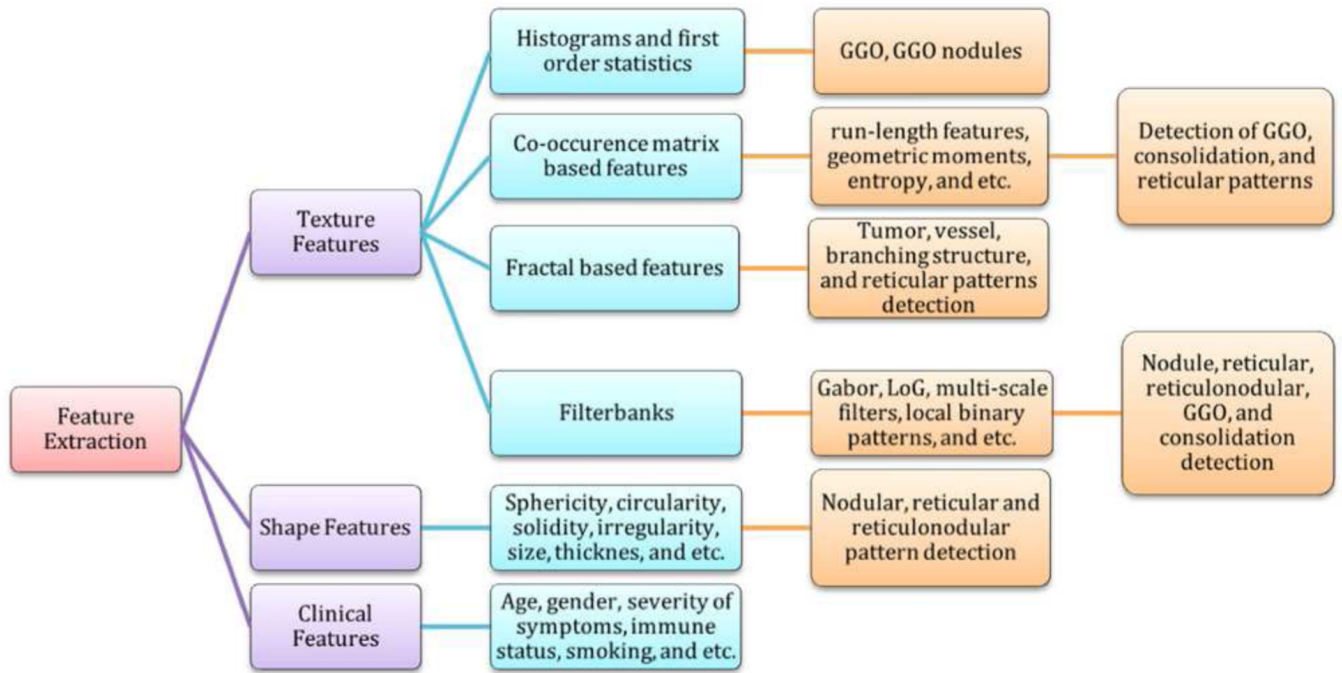 Feature
Extraction
Texture
Features
Histograms and first
order statistics
GGO, GGO nodules
Co-occurence matrix
based features
run-length features,
geometric moments,
entropy, and etc.
Detection of GGO,
consolidation, and
reticular patterns
Fractal based features
Tumor, vessel,
branching structure,
and reticular patterns
detection
Filterbanks
Gabor, LoG, multi-scale
filters, local binary
patterns, and etc.
Nodule, reticular,
reticulonodular,
GGO, and
consolidation
detection
Shape Features
Sphericity, circularity,
solidity, irregularity,
size, thicknes, and etc.
Nodular, reticular and
reticulonodular
pattern detection
Clinical
Features
Age, gender, severity of
symptoms, immune
status, smoking, and etc.